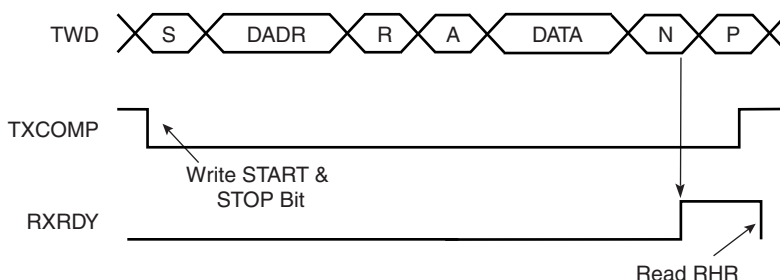 TWD S DADR R A DATA N P
TXCOMP
Write START &
STOP Bit
RXRDY
Read RHR